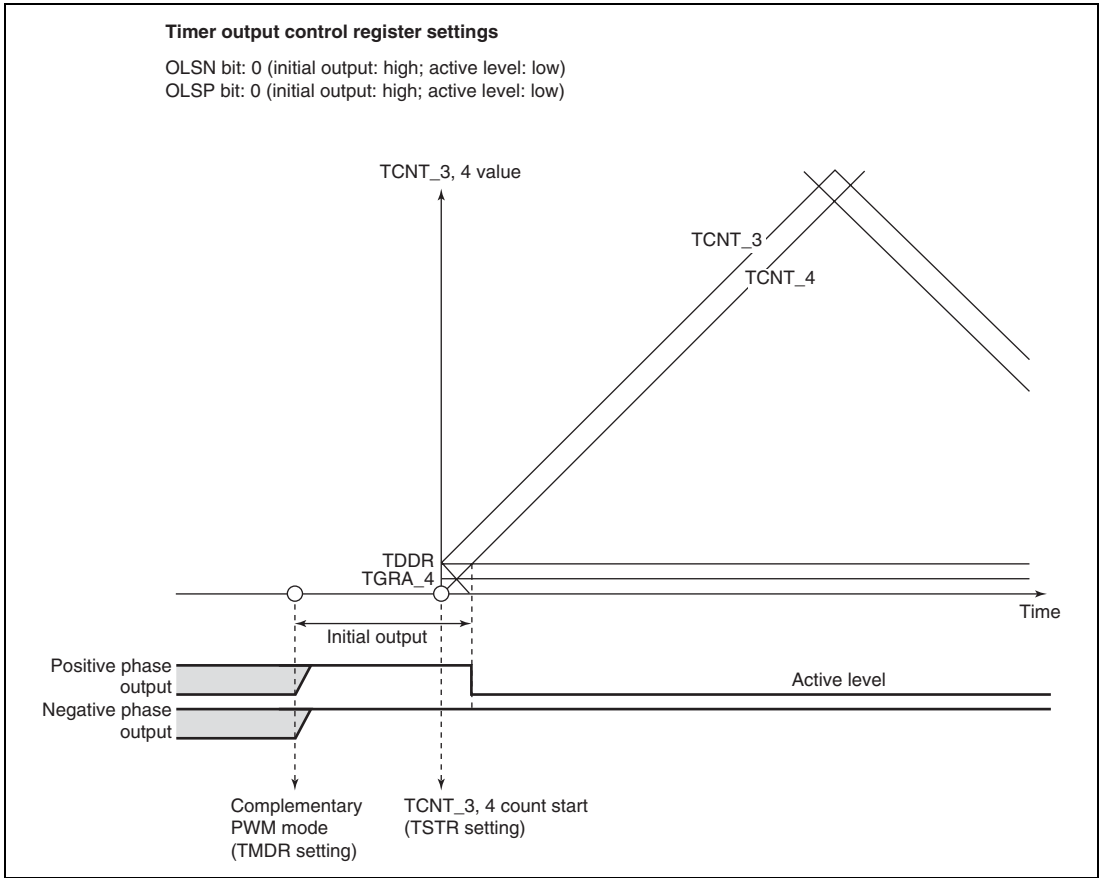 Timer output control register settings
OLSN bit: 0 (initial output: high; active level: low)
OLSP bit: 0 (initial output: high; active level: low)
TCNT_3, 4 value
TCNT_3
TCNT_4
TDDR
TGRA_4
Time
Initial output
Positive phase
output
Active level
Negative phase
output
Complementary
PWM mode
(TMDR setting)
TCNT_3, 4 count start
(TSTR setting)